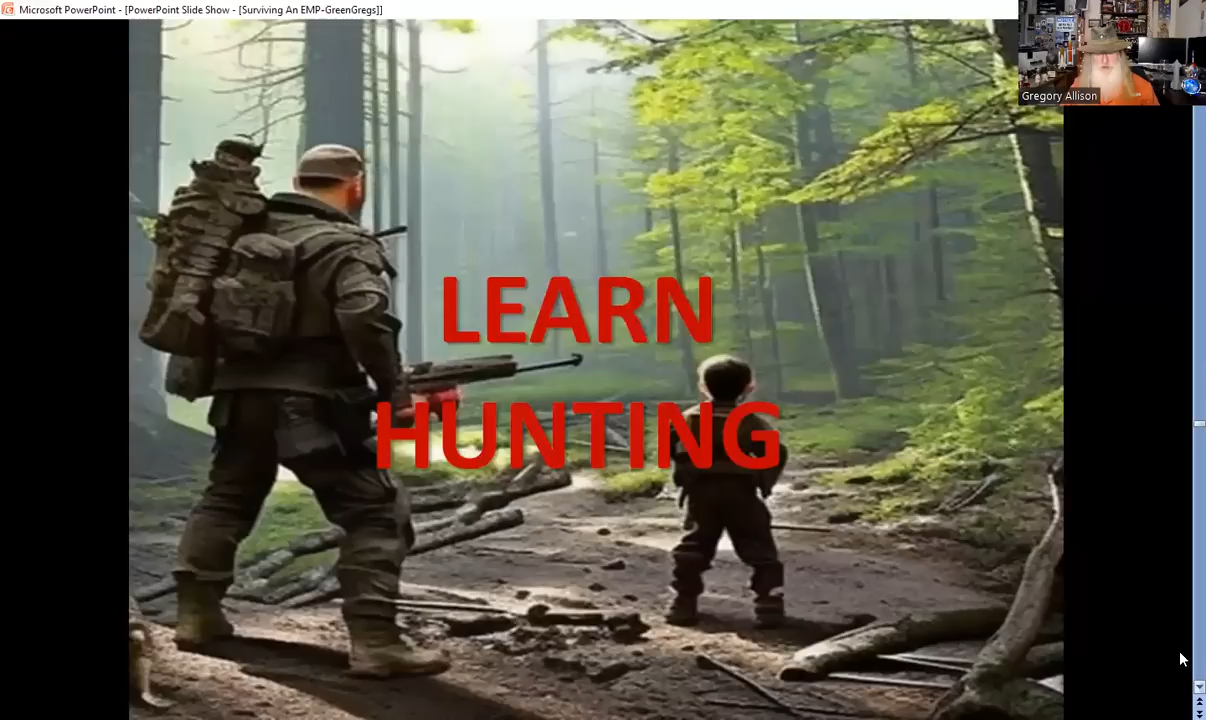 Microsoft PowerPoint - [PowerPoint Slide Show - [Surviving An EMP-GreenGregs]]
Gregory Allison
LEARN
HUNTING